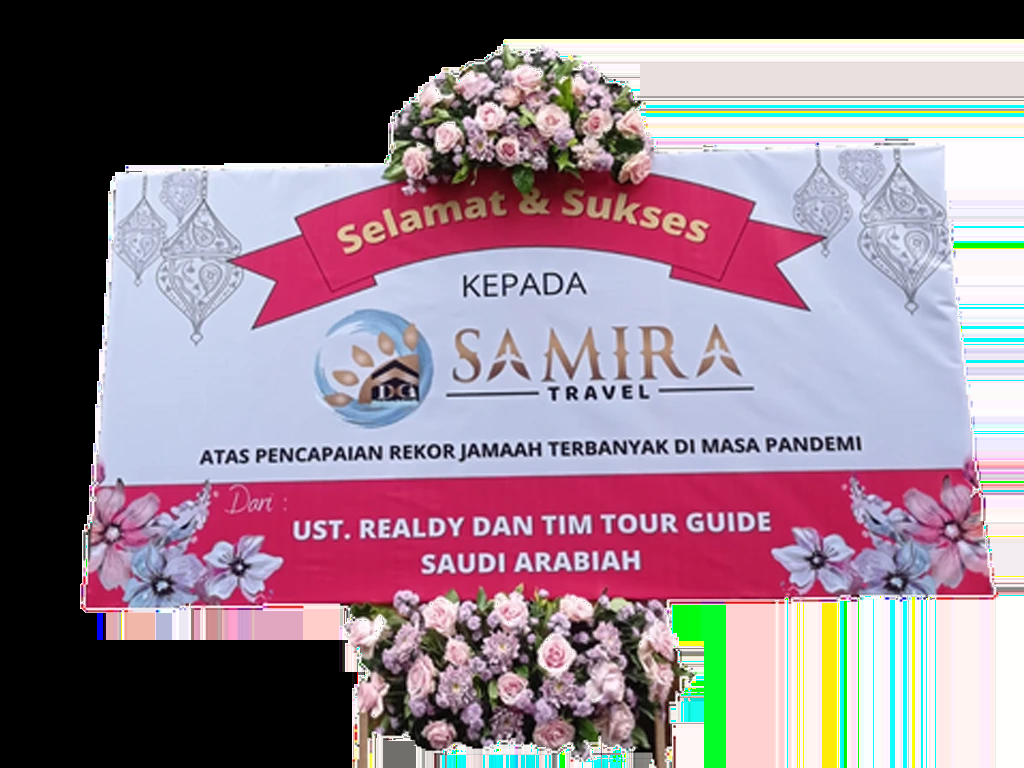 Selamat & Sukses
KEPADA
SAMIRA
TRAVEL
ATAS PENCAPAIAN REKOR JAMAAH TERBANYAK DI MASA PANDEMI
Dari :
UST. REALDY DAN TIM TOUR GUIDE
SAUDI ARABIAH